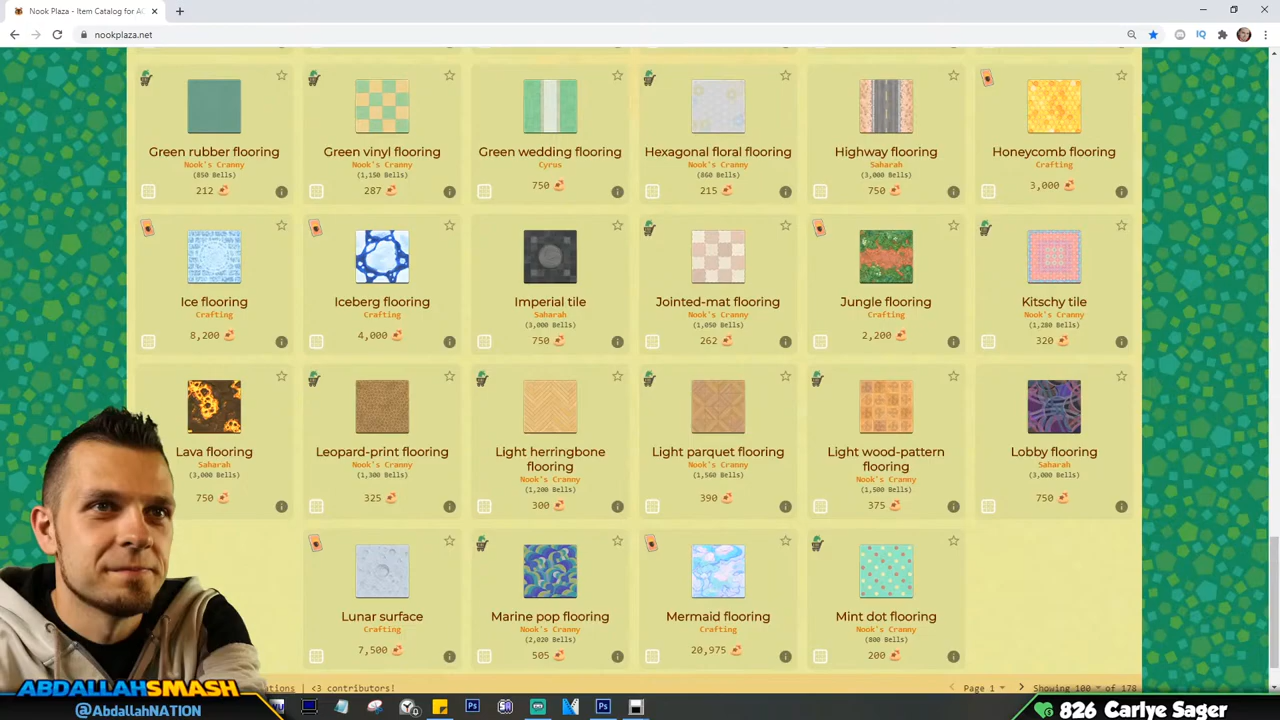 Nook Plaza - Item Catalog for AC
nookplaza.net
Green rubber flooring
Nook's Cranny
(850 Bells)
212
Green vinyl flooring
Nook's Cranny
(1,150 Bells)
287
Green wedding flooring
Cyrus
750
Hexagonal floral flooring
Nook's Cranny
(860 Bells)
215
Highway flooring
Saharah
(3,000 Bells)
750
Honeycomb flooring
Crafting
3,000
Ice flooring
Crafting
8,200
Iceberg flooring
Crafting
4,000
Imperial tile
Saharah
(3,000 Bells)
750
Jointed-mat flooring
Nook's Cranny
(1,050 Bells)
262
Jungle flooring
Crafting
2,200
Kitschy tile
Nook's Cranny
(1,280 Bells)
320
Lava flooring
Saharah
(3,000 Bells)
750
Leopard-print flooring
Nook's Cranny
(1,300 Bells)
325
Light herringbone
flooring
Nook's Cranny
(1,200 Bells)
300
Light parquet flooring
Nook's Cranny
(1,560 Bells)
390
Light wood-pattern
flooring
Nook's Cranny
(1,500 Bells)
375
Lobby flooring
Saharah
(3,000 Bells)
750
Lunar surface
Crafting
7,500
Marine pop flooring
Nook's Cranny
(2,020 Bells)
505
Mermaid flooring
Crafting
20,975
Mint dot flooring
Nook's Cranny
(800 Bells)
200
| <3 contributors!
Page 1
Showing 100 of 178
ABDALLAHSMASH
@AbdallahNATION
826 Carlye Sager